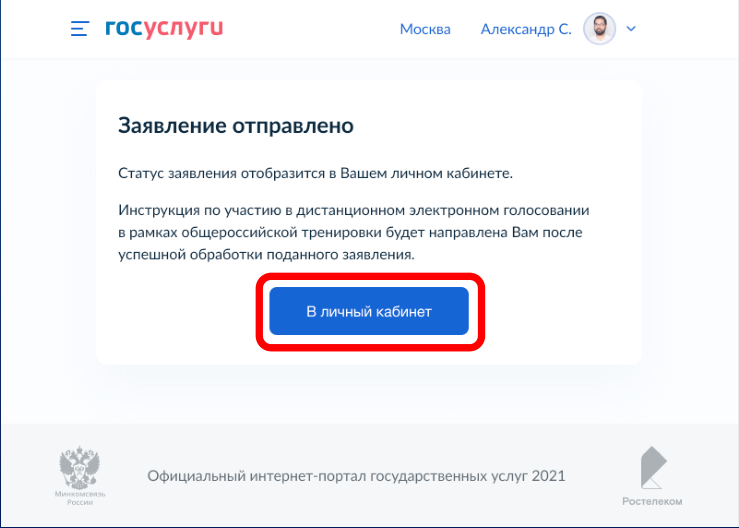 госуслуги
Москва
Александр С.
Заявление отправлено
Статус заявления отобразится в Вашем личном кабинете.
Инструкция по участию в дистанционном электронном голосовании
в рамках общероссийской тренировки будет направлена Вам после
успешной обработки поданного заявления.
В личный кабинет
Минкомсвязь
России
Официальный интернет-портал государственных услуг 2021
Ростелеком